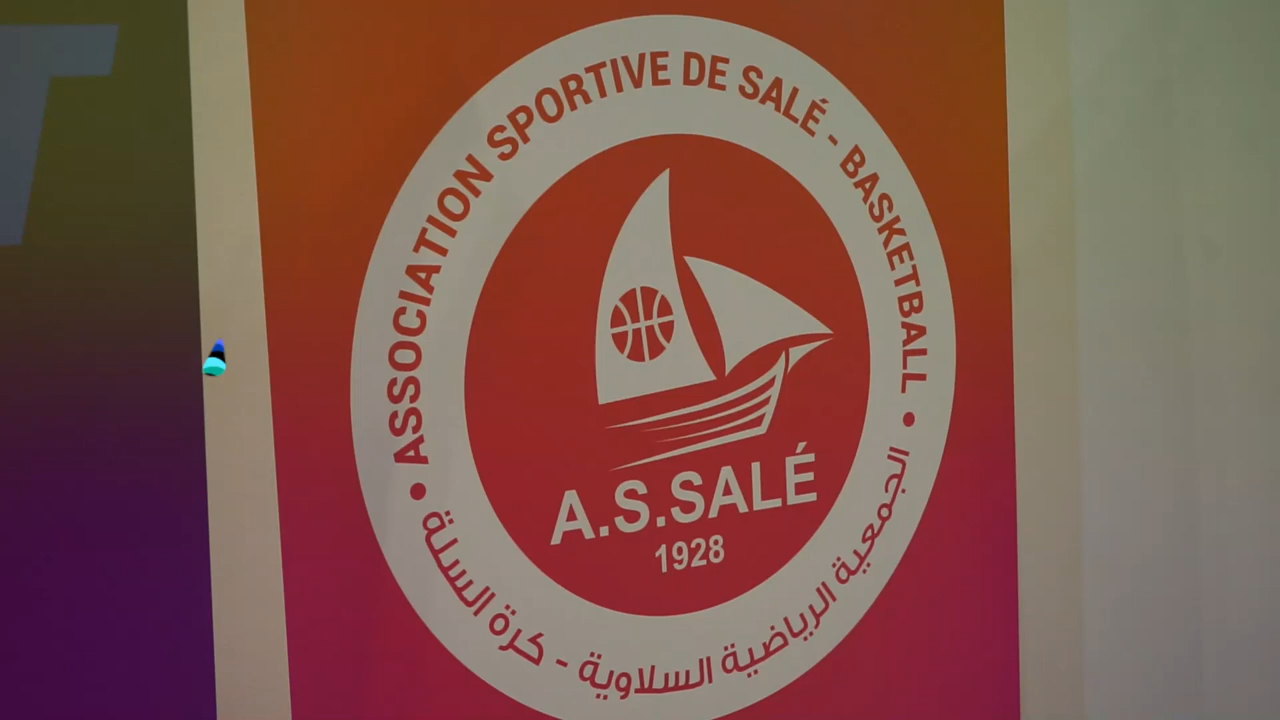 ASSOCIATION SPORTIVE DE SALÉ - BASKETBALL
A.S.SALÉ
1928
الجمعية الرياضية السلاوية - كرة السلة
T